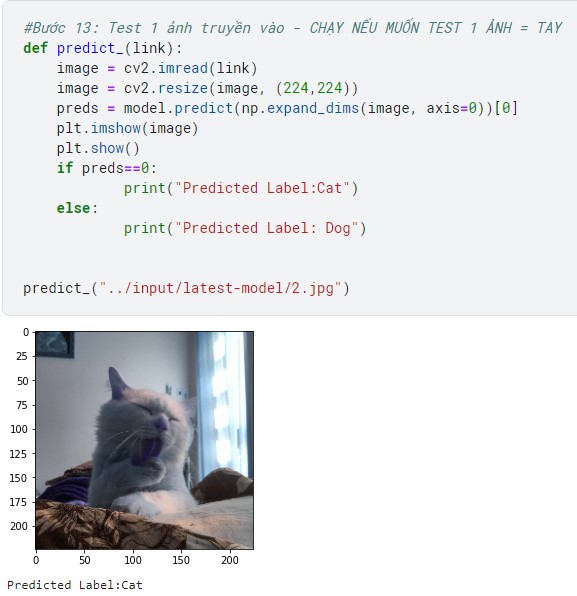 #Bước 13: Test 1 ảnh truyền vào - CHẠY NẾU MUỐN TEST 1 ẢNH = TAY
def predict_(link):
    image = cv2.imread(link)
    image = cv2.resize(image, (224,224))
    preds = model.predict(np.expand_dims(image, axis=0))[0]
    plt.imshow(image)
    plt.show()
    if preds==0:
            print("Predicted Label:Cat")
    else:
            print("Predicted Label: Dog")
predict_("../input/latest-model/2.jpg")
0
25
50
75
100
125
150
175
200
0 50 100 150 200
Predicted Label:Cat